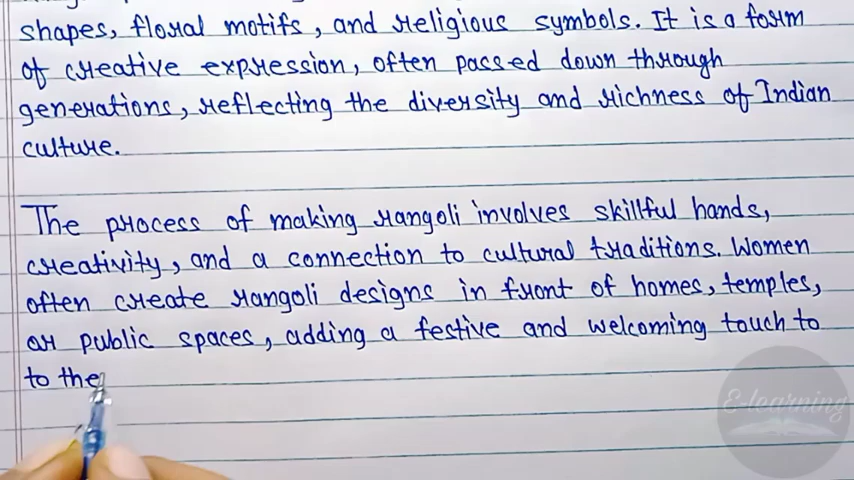 shapes, floral motifs, and religious symbols. It is a form
of creative expression, often passed down through
generations, reflecting the diversity and richness of Indian
culture.
The process of making rangoli involves skillful hands,
creativity, and a connection to cultural traditions. Women
often create rangoli designs in front of homes, temples,
or public spaces, adding a festive and welcoming touch to
to the
E-learning